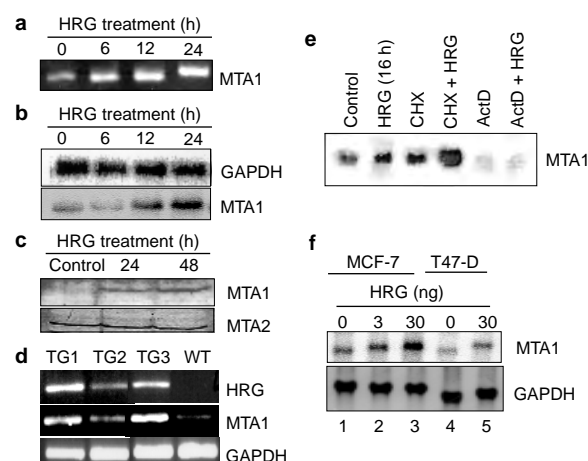 a
HRG treatment (h)
0 6 12 24
MTA1
b
HRG treatment (h)
0 6 12 24
GAPDH
MTA1
c
HRG treatment (h)
Control 24 48
MTA1
MTA2
d
TG1 TG2 TG3 WT
HRG
MTA1
GAPDH
e
Control
HRG (16 h)
CHX
CHX + HRG
ActD
ActD + HRG
MTA1
f
MCF-7 T47-D
HRG (ng)
0 3 30 0 30
MTA1
GAPDH
1 2 3 4 5